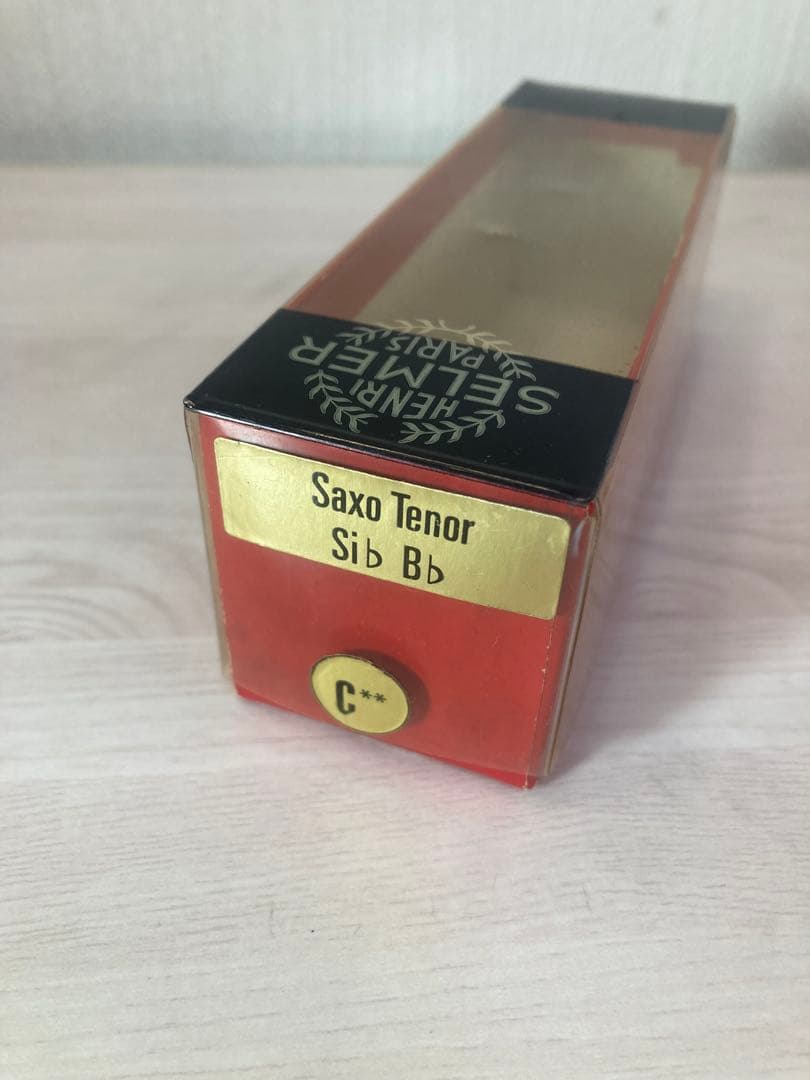 HENRI
SELMER
PARIS
Saxo Tenor
Si♭ B♭
C**